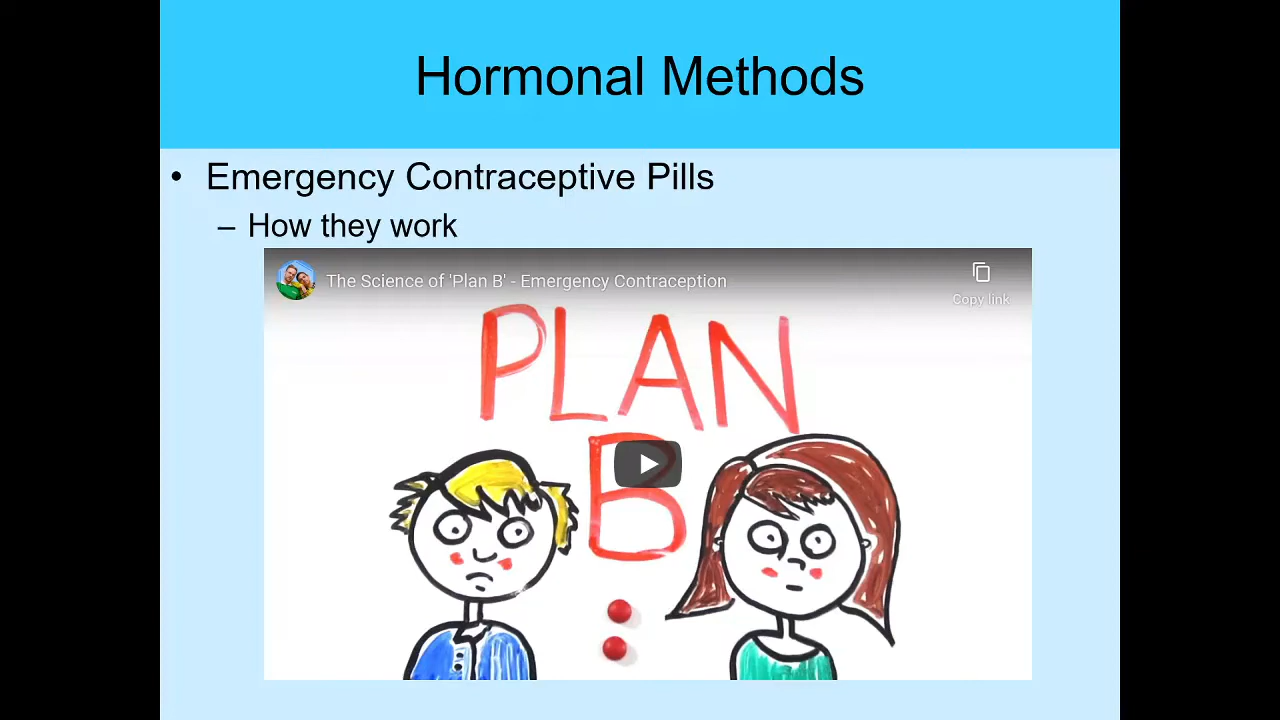 Hormonal Methods
• Emergency Contraceptive Pills
– How they work
The Science of 'Plan B' - Emergency Contraception
Copy link
PLAN
B